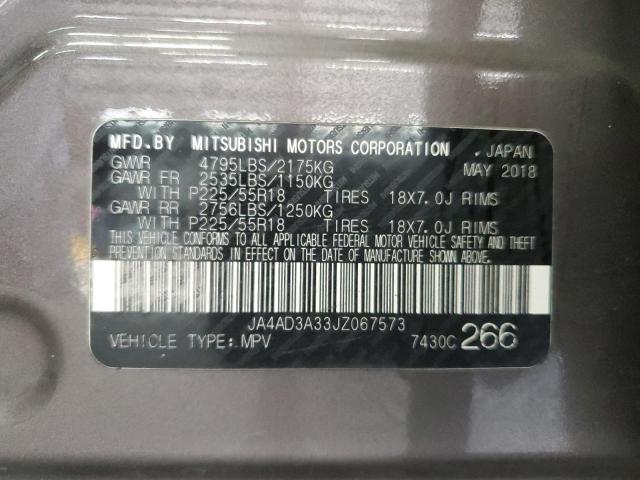 MFD.BY MITSUBISHI MOTORS CORPORATION .JAPAN
GVWR 4795LBS/2175KG MAY 2018
GAWR FR 2535LBS/1150KG
WITH P225/55R18 TIRES 18X7.0J RIMS
GAWR RR 2756LBS/1250KG
WITH P225/55R18 TIRES 18X7.0J RIMS
THIS VEHICLE CONFORMS TO ALL APPLICABLE FEDERAL MOTOR VEHICLE SAFETY AND THEFT
PREVENTION STANDARDS IN EFFECT ON THE DATE OF MANUFACTURE SHOWN ABOVE.
JA4AD3A33JZ067573
VEHICLE TYPE:MPV 7430C 266